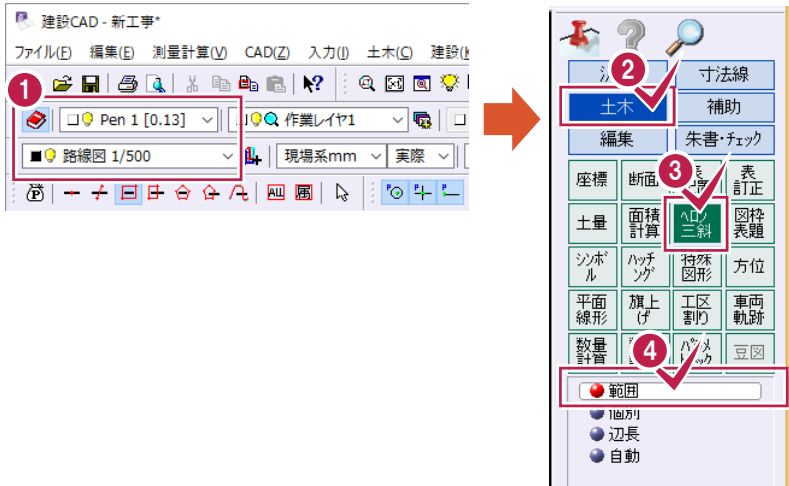 建設CAD - 新工事*
ファイル(F) 編集(E) 測量計算(V) CAD(Z) 入力(I) 土木(C) 建設(
1
Pen 1 [0.13] 作業レイヤ1
路線図 1/500 現場系mm 実際
ALL 属
2
寸法線
土木 補助
編集 朱書・チェック
座標 断面 表訂正
3
土量 面積計算 ヘロン三斜 図枠表題
シンボル ハッチング 特殊図形 方位
平面線形 旗上げ 工区割り 車両軌跡
数量計算 豆図
4
範囲
個別
辺長
自動